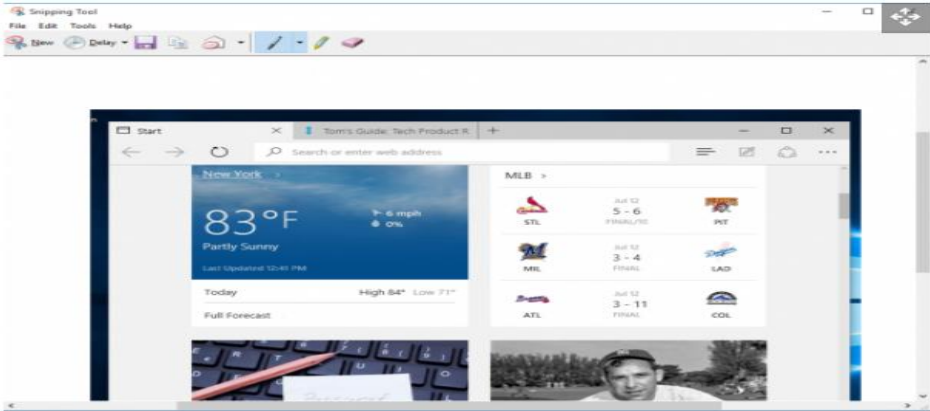 Snipping Tool
File Edit Tools Help
New Delay
Start Tom's Guide: Tech Product R
Search or enter web address
New York >
83°F
6 mph
0%
Partly Sunny
Last Updated 12:41 PM
Today High 84° Low 71°
Full Forecast
MLB >
Jul 12
5 - 6
STL FINAL/10 PIT
Jul 12
3 - 4
MIL FINAL LAD
Jul 12
3 - 11
ATL FINAL COL